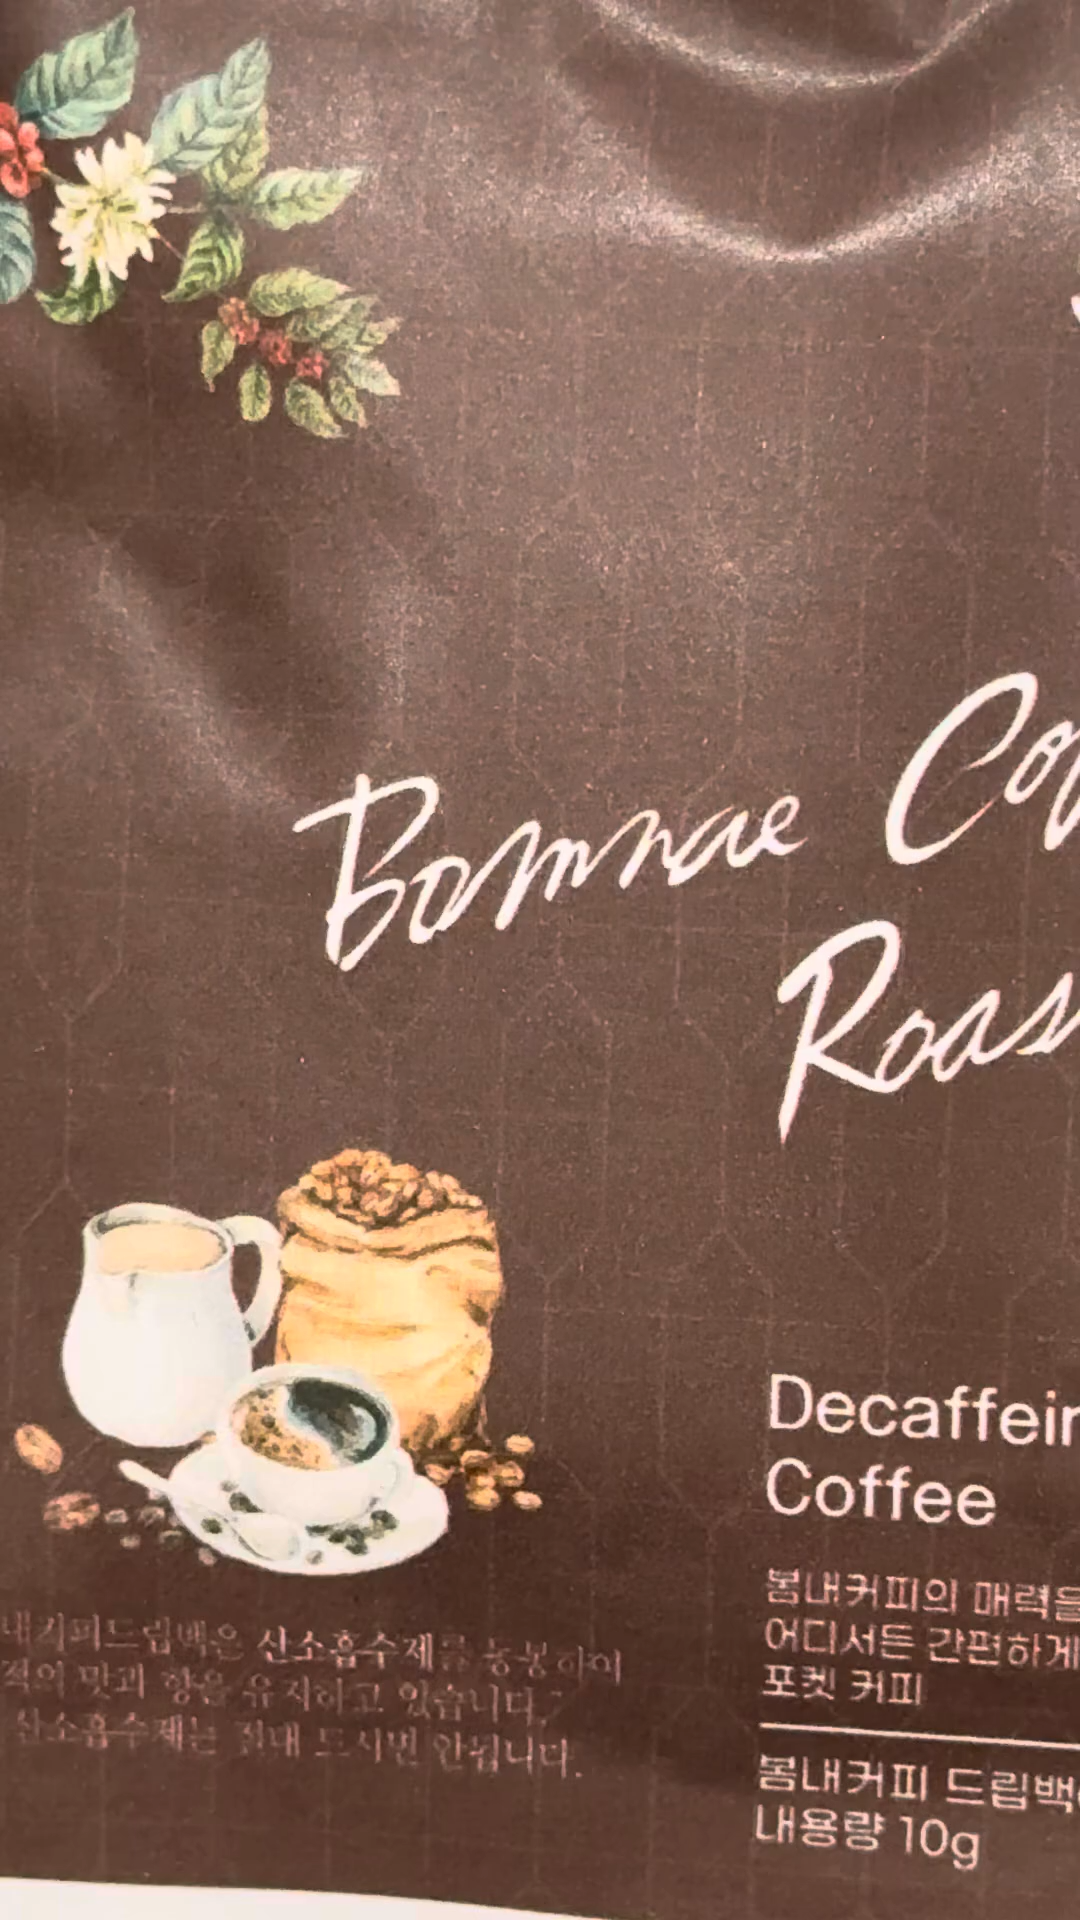 Bomnae Cof
Roas
Decaffein
Coffee
봄내커피의 매력을
어디서든 간편하게
포켓 커피
봄내커피 드립백
내용량 10g
내커피드립백은 산소흡수제를 동봉하여
적의 맛과 향을 유지하고 있습니다.
산소흡수제는 절대 드시면 안됩니다.